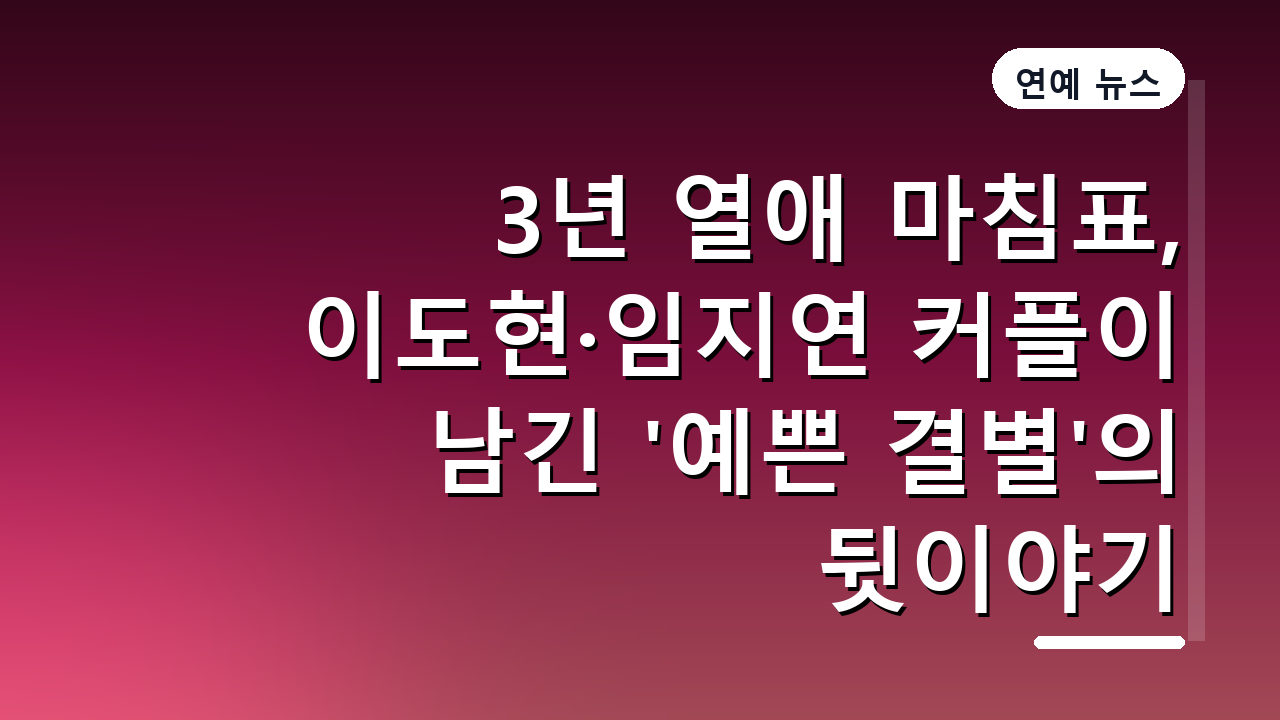 연예 뉴스
3년 열애 마침표,
이도현·임지연 커플이
남긴 '예쁜 결별'의
뒷이야기